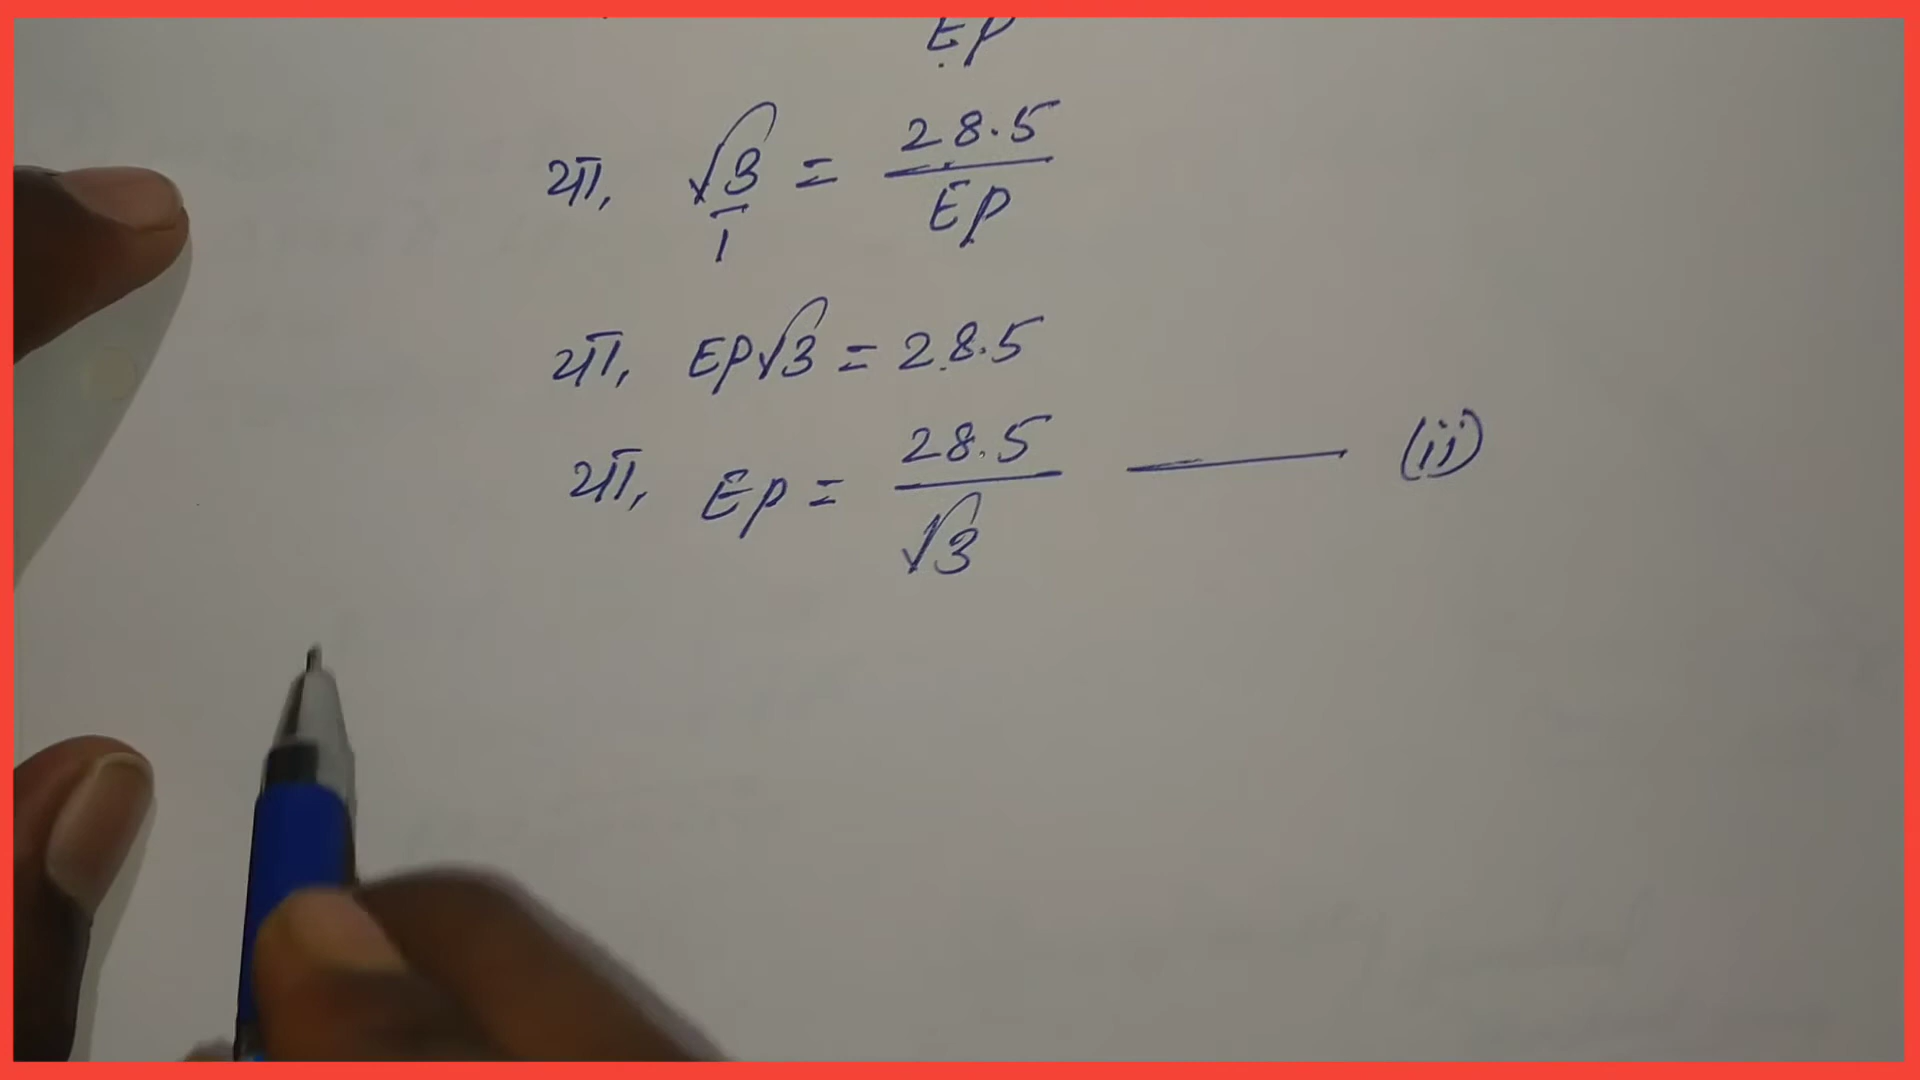 EP
या, √3/1 = 28.5/EP
या, EP√3 = 28.5
या, EP = 28.5/√3 —— (ii)